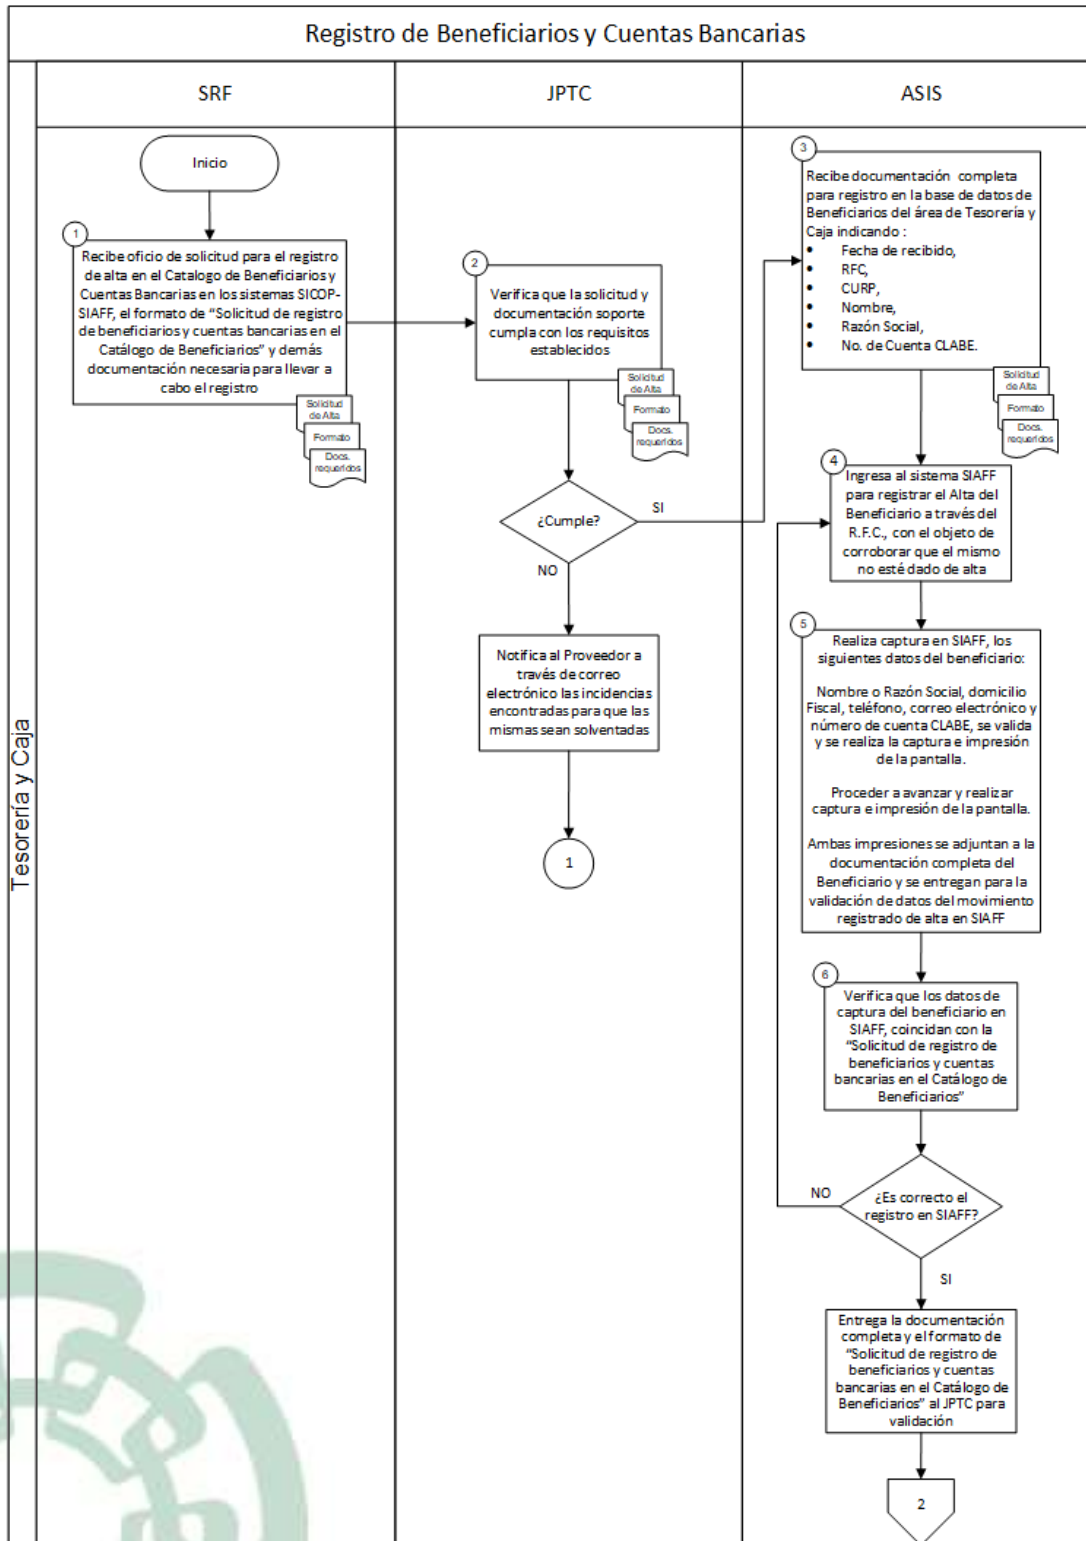 Registro de Beneficiarios y Cuentas Bancarias
Tesorería y Caja
SRF
JPTC
ASIS
Inicio
1
Recibe oficio de solicitud para el registro
de alta en el Catalogo de Beneficiarios y
Cuentas Bancarias en los sistemas SICOP-
SIAFF, el formato de “Solicitud de registro
de beneficiarios y cuentas bancarias en el
Catálogo de Beneficiarios” y demás
documentación necesaria para llevar a
cabo el registro
Solicitud
de Alta
Formato
Docs.
requeridos
2
Verifica que la solicitud y
documentación soporte
cumpla con los requisitos
establecidos
Solicitud
de Alta
Formato
Docs.
requeridos
¿Cumple?
SI
NO
Notifica al Proveedor a
través de correo
electrónico las incidencias
encontradas para que las
mismas sean solventadas
1
3
Recibe documentación completa
para registro en la base de datos de
Beneficiarios del área de Tesorería y
Caja indicando :
• Fecha de recibido,
• RFC,
• CURP,
• Nombre,
• Razón Social,
• No. de Cuenta CLABE.
Solicitud
de Alta
Formato
Docs.
requeridos
4
Ingresa al sistema SIAFF
para registrar el Alta del
Beneficiario a través del
R.F.C., con el objeto de
corroborar que el mismo
no esté dado de alta
5
Realiza captura en SIAFF, los
siguientes datos del beneficiario:
Nombre o Razón Social, domicilio
Fiscal, teléfono, correo electrónico y
número de cuenta CLABE, se valida
y se realiza la captura e impresión
de la pantalla.
Proceder a avanzar y realizar
captura e impresión de la pantalla.
Ambas impresiones se adjuntan a la
documentación completa del
Beneficiario y se entregan para la
validación de datos del movimiento
registrado de alta en SIAFF
6
Verifica que los datos de
captura del beneficiario en
SIAFF, coincidan con la
“Solicitud de registro de
beneficiarios y cuentas
bancarias en el Catálogo de
Beneficiarios”
¿Es correcto el
registro en SIAFF?
NO
SI
Entrega la documentación
completa y el formato de
“Solicitud de registro de
beneficiarios y cuentas
bancarias en el Catálogo de
Beneficiarios” al JPTC para
validación
2